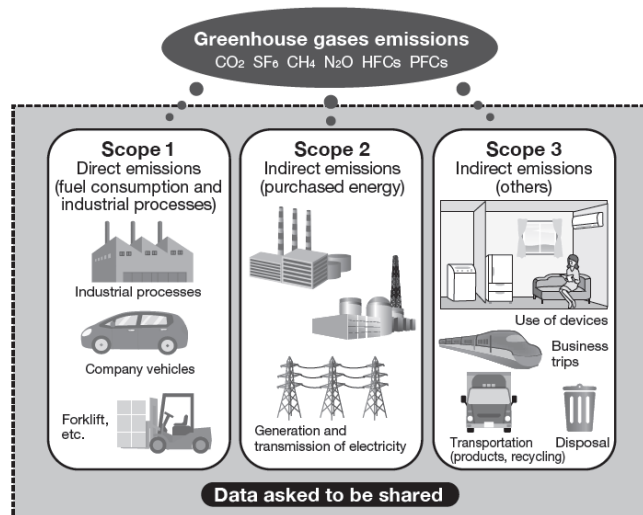 Greenhouse gases emissions
CO₂ SF₆ CH₄ N₂O HFCs PFCs
Scope 1
Direct emissions
(fuel consumption and
industrial processes)
Industrial processes
Company vehicles
Forklift,
etc.
Scope 2
Indirect emissions
(purchased energy)
Generation and
transmission of electricity
Scope 3
Indirect emissions
(others)
Use of devices
Business
trips
Transportation
(products, recycling)
Disposal
Data asked to be shared